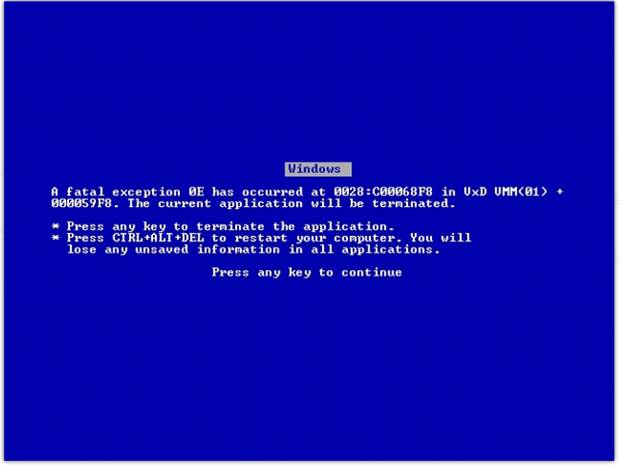 Windows
A fatal exception 0E has occurred at 0028:C00068F8 in VxD VMM(01) +
000059F8. The current application will be terminated.
* Press any key to terminate the application.
* Press CTRL+ALT+DEL to restart your computer. You will
lose any unsaved information in all applications.
Press any key to continue